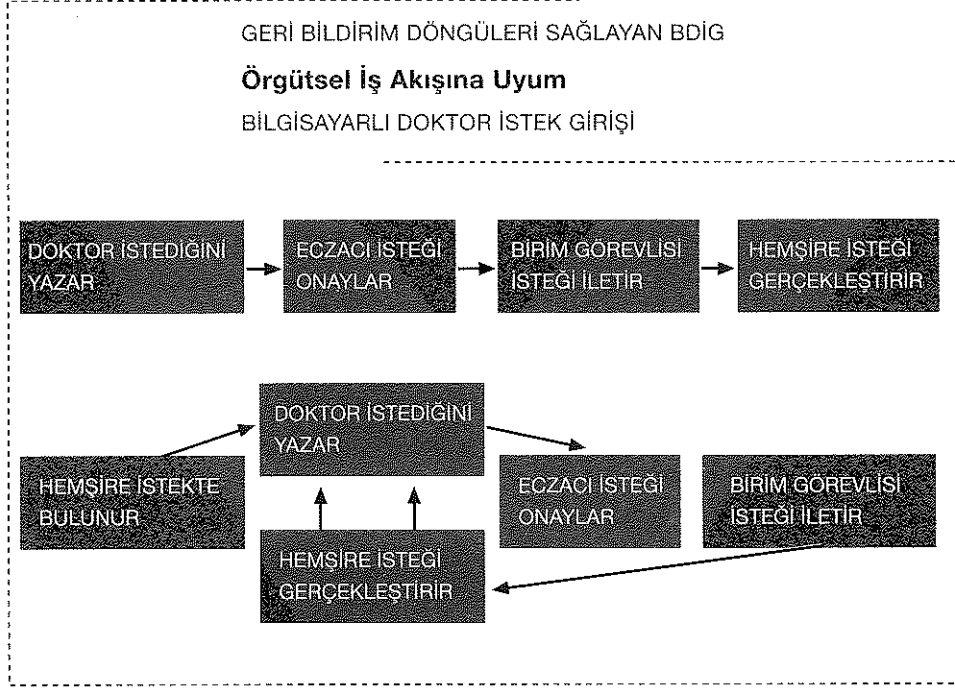 GERİ BİLDİRİM DÖNGÜLERİ SAĞLAYAN BDIG
Örgütsel İş Akışına Uyum
BİLGİSAYARLI DOKTOR İSTEK GİRİŞİ
DOKTOR İSTEDİĞİNİ
YAZAR
ECZACI İSTEĞİ
ONAYLAR
BİRİM GÖREVLİSİ
İSTEĞİ İLETİR
HEMŞİRE İSTEĞİ
GERÇEKLEŞTİRİR
DOKTOR İSTEDİĞİNİ
YAZAR
HEMŞİRE İSTEKTE
BULUNUR
ECZACI İSTEĞİ
ONAYLAR
BİRİM GÖREVLİSİ
İSTEĞİ İLETİR
HEMŞİRE İSTEĞİ
GERÇEKLEŞTİRİR